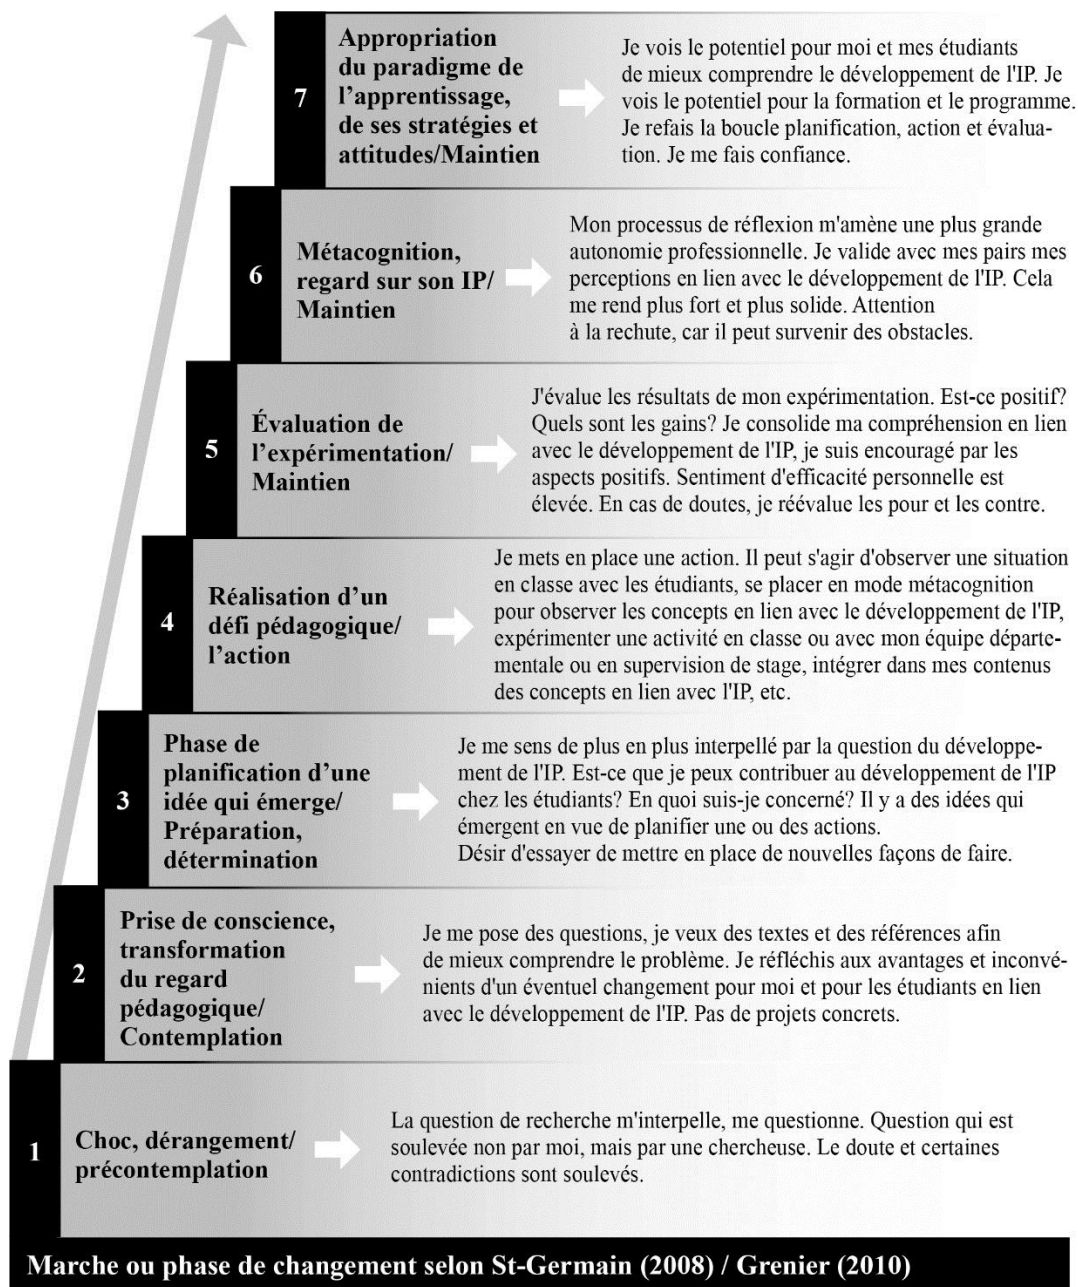 7
Appropriation
du paradigme de
l’apprentissage,
de ses stratégies et
attitudes/Maintien
Je vois le potentiel pour moi et mes étudiants
de mieux comprendre le développement de l'IP. Je
vois le potentiel pour la formation et le programme.
Je refais la boucle planification, action et évalua-
tion. Je me fais confiance.
6
Métacognition,
regard sur son IP/
Maintien
Mon processus de réflexion m'amène une plus grande
autonomie professionnelle. Je valide avec mes pairs mes
perceptions en lien avec le développement de l'IP. Cela
me rend plus fort et plus solide. Attention
à la rechute, car il peut survenir des obstacles.
5
Évaluation de
l’expérimentation/
Maintien
J'évalue les résultats de mon expérimentation. Est-ce positif?
Quels sont les gains? Je consolide ma compréhension en lien
avec le développement de l'IP, je suis encouragé par les
aspects positifs. Sentiment d'efficacité personnelle est
élevée. En cas de doutes, je réévalue les pour et les contre.
4
Réalisation d’un
défi pédagogique/
l’action
Je mets en place une action. Il peut s'agir d'observer une situation
en classe avec les étudiants, se placer en mode métacognition
pour observer les concepts en lien avec le développement de l'IP,
expérimenter une activité en classe ou avec mon équipe départe-
mentale ou en supervision de stage, intégrer dans mes contenus
des concepts en lien avec l'IP, etc.
3
Phase de
planification d’une
idée qui émerge/
Préparation,
détermination
Je me sens de plus en plus interpellé par la question du développe-
ment de l'IP. Est-ce que je peux contribuer au développement de l'IP
chez les étudiants? En quoi suis-je concerné? Il y a des idées qui
émergent en vue de planifier une ou des actions.
Désir d'essayer de mettre en place de nouvelles façons de faire.
2
Prise de conscience,
transformation
du regard
pédagogique/
Contemplation
Je me pose des questions, je veux des textes et des références afin
de mieux comprendre le problème. Je réfléchis aux avantages et inconvé-
nients d'un éventuel changement pour moi et pour les étudiants en lien
avec le développement de l'IP. Pas de projets concrets.
1
Choc, dérangement/
précontemplation
La question de recherche m'interpelle, me questionne. Question qui est
soulevée non par moi, mais par une chercheuse. Le doute et certaines
contradictions sont soulevés.
Marche ou phase de changement selon St-Germain (2008) / Grenier (2010)